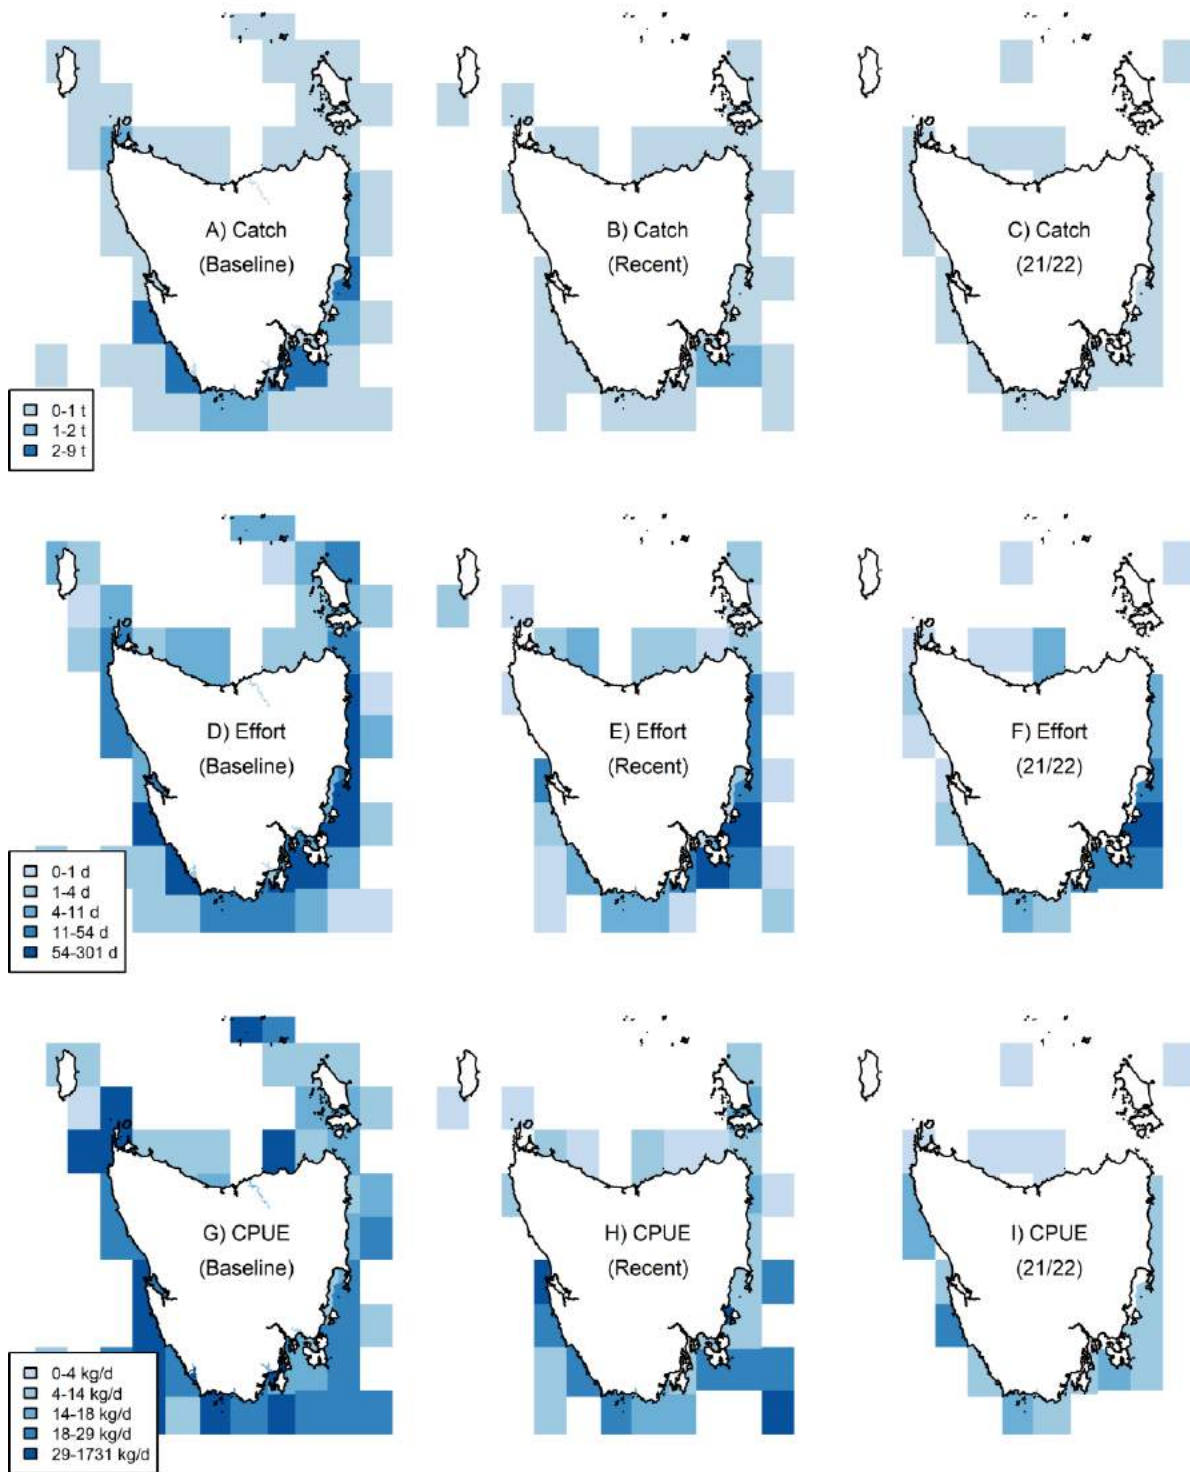 A) Catch
(Baseline)
B) Catch
(Recent)
C) Catch
(21/22)
0-1 t
1-2 t
2-9 t
D) Effort
(Baseline)
E) Effort
(Recent)
F) Effort
(21/22)
0-1 d
1-4 d
4-11 d
11-54 d
54-301 d
G) CPUE
(Baseline)
H) CPUE
(Recent)
I) CPUE
(21/22)
0-4 kg/d
4-14 kg/d
14-18 kg/d
18-29 kg/d
29-1731 kg/d